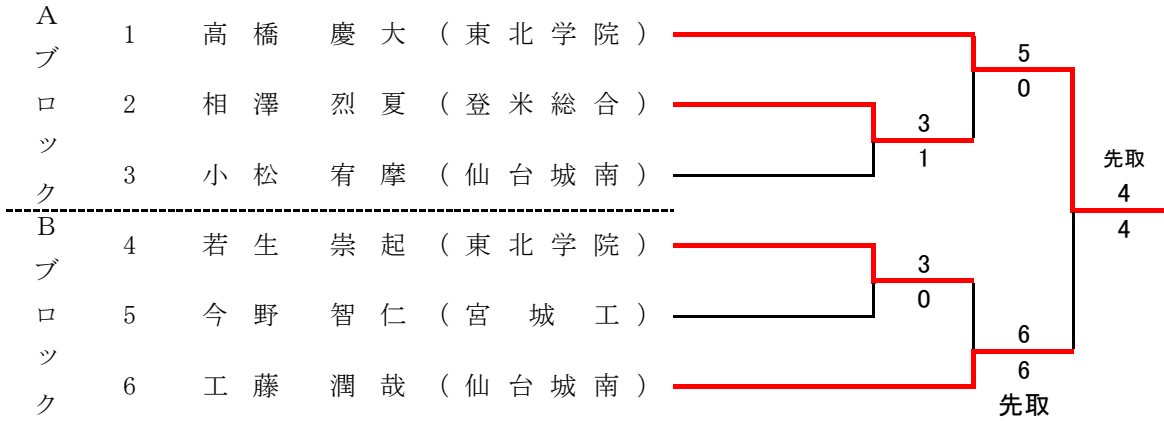 Aブロック
1 高橋 慶大 (東北学院)
2 相澤 烈夏 (登米総合)
3 小松 宥摩 (仙台城南)
Bブロック
4 若生 崇起 (東北学院)
5 今野 智仁 (宮城工)
6 工藤 潤哉 (仙台城南)
3
1
3
0
5
0
6
6
先取
先取
4
4